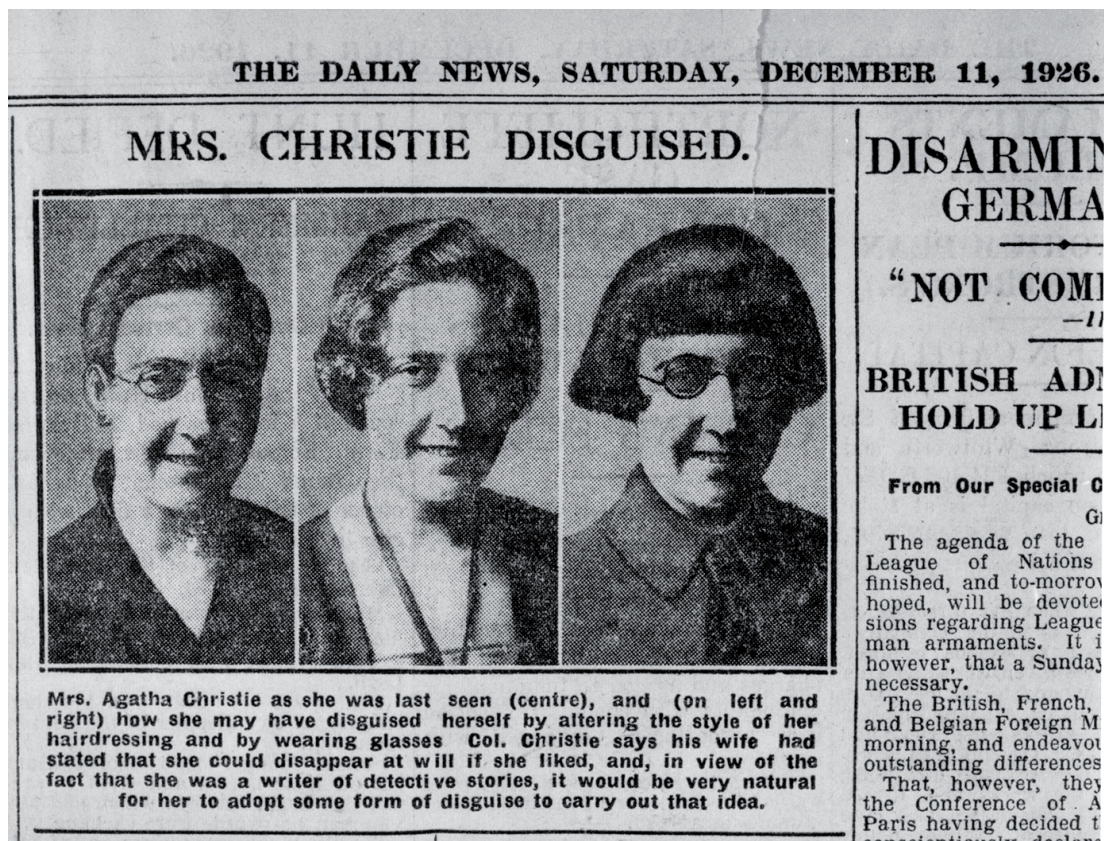 THE DAILY NEWS, SATURDAY, DECEMBER 11, 1926.
MRS. CHRISTIE DISGUISED.
Mrs. Agatha Christie as she was last seen (centre), and (on left and
right) how she may have disguised herself by altering the style of her
hairdressing and by wearing glasses Col. Christie says his wife had
stated that she could disappear at will if she liked, and, in view of the
fact that she was a writer of detective stories, it would be very natural
for her to adopt some form of disguise to carry out that idea.
DISARMIN
GERMA
"NOT COM
BRITISH AD
HOLD UP L
From Our Special C
G
The agenda of the
League of Nations
finished, and to-morrow
hoped, will be devote
sions regarding League
man armaments. It i
however, that a Sunday
necessary.
The British, French,
and Belgian Foreign M
morning, and endeavou
outstanding differences
That, however, they
the Conference of A
Paris having decided t